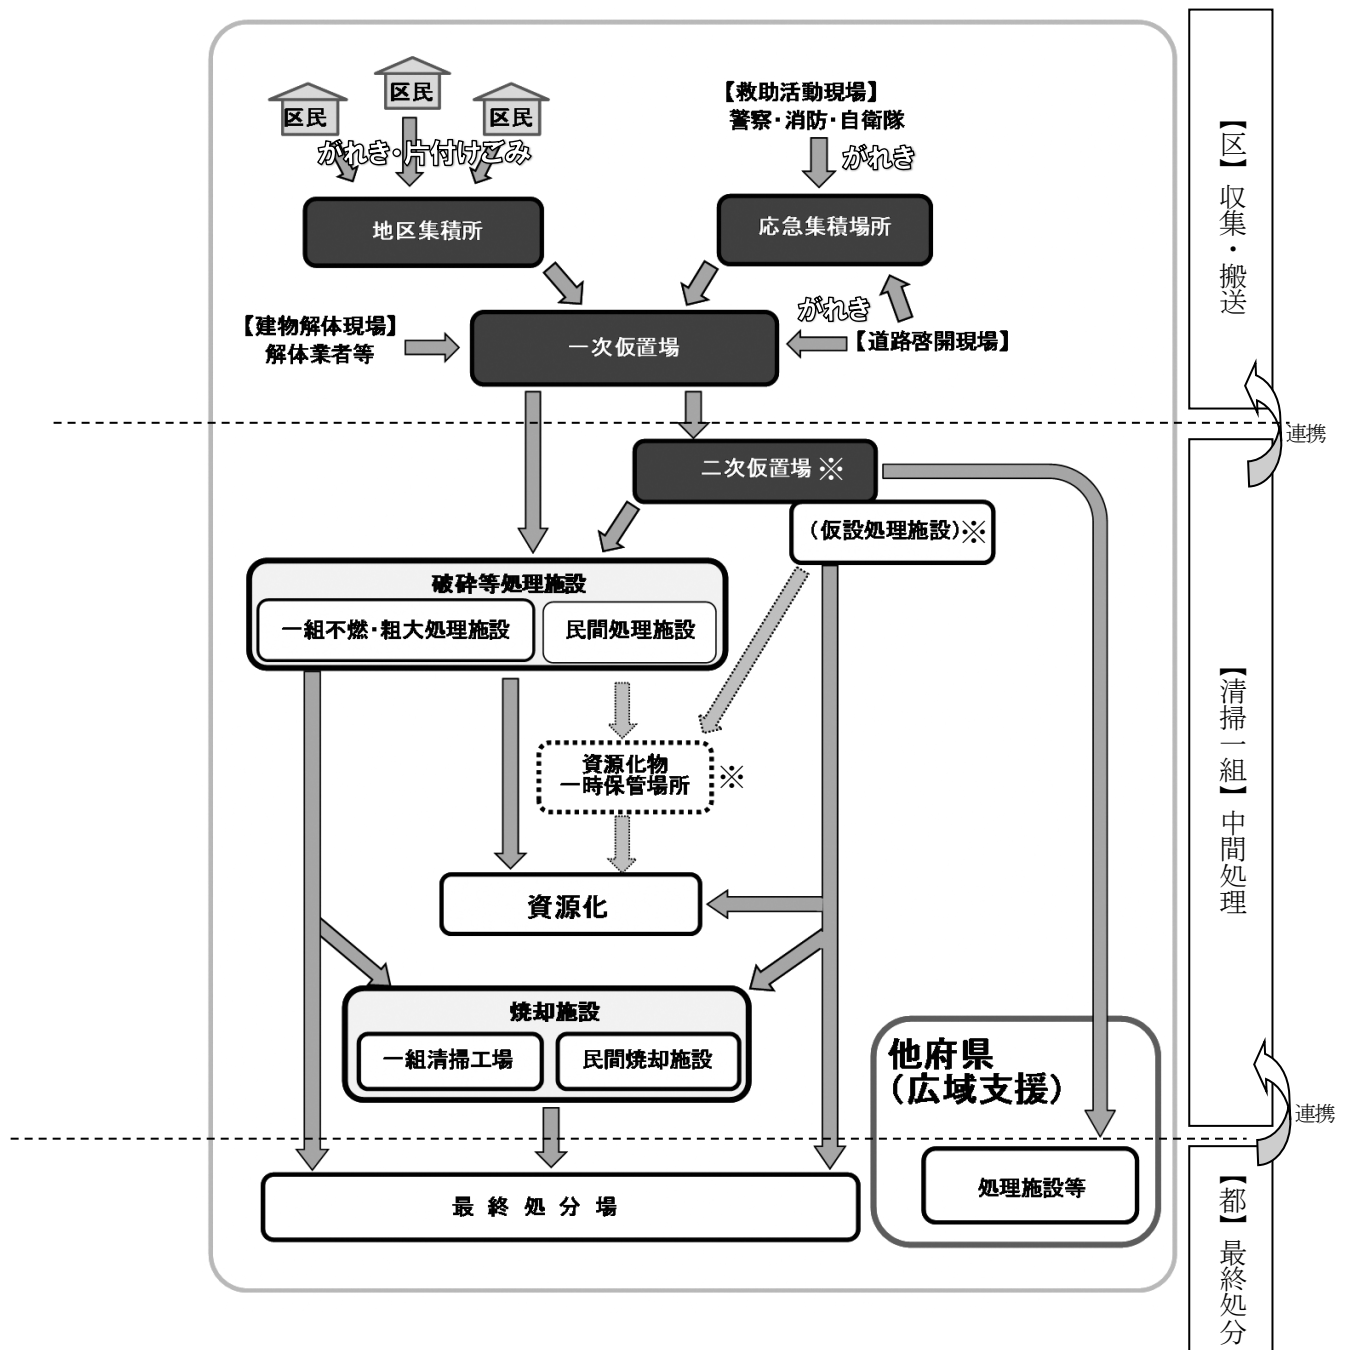 区民
区民
区民
がれき・片付けごみ
【救助活動現場】
警察・消防・自衛隊
がれき
地区集積所
応急集積場所
【建物解体現場】
解体業者等
一次仮置場
がれき
【道路啓開現場】
二次仮置場 ※
（仮設処理施設）※
破砕等処理施設
一組不燃・粗大処理施設
民間処理施設
資源化物
一時保管場所
※
資源化
焼却施設
一組清掃工場
民間焼却施設
他府県
（広域支援）
処理施設等
最 終 処 分 場
【区】 収集・搬送
連携
【清掃一組】中間処理
連携
【都】 最終処分